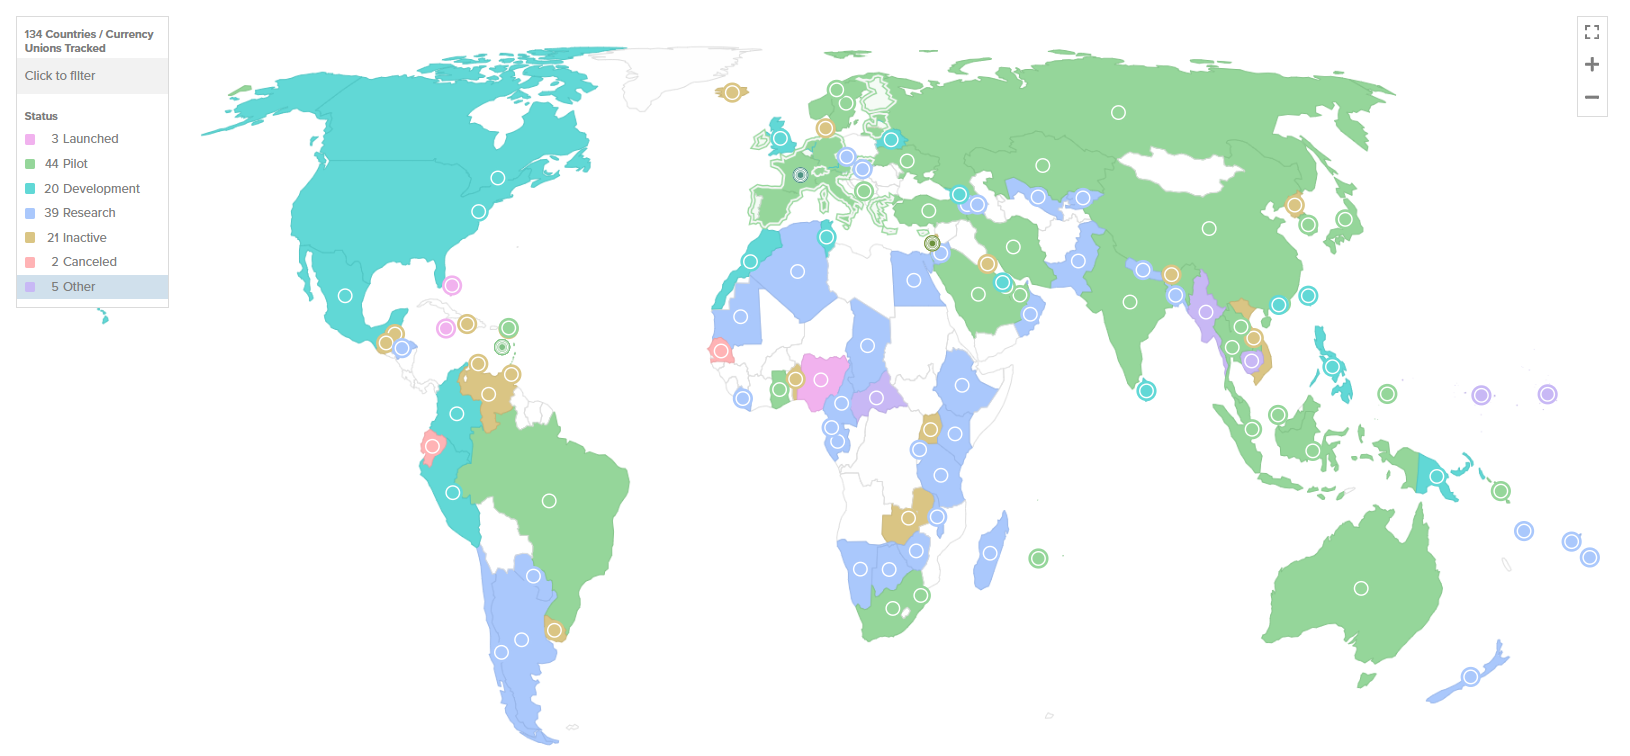 134 Countries / Currency
Unions Tracked
Click to filter
Status
3 Launched
44 Pilot
20 Development
39 Research
21 Inactive
2 Canceled
5 Other